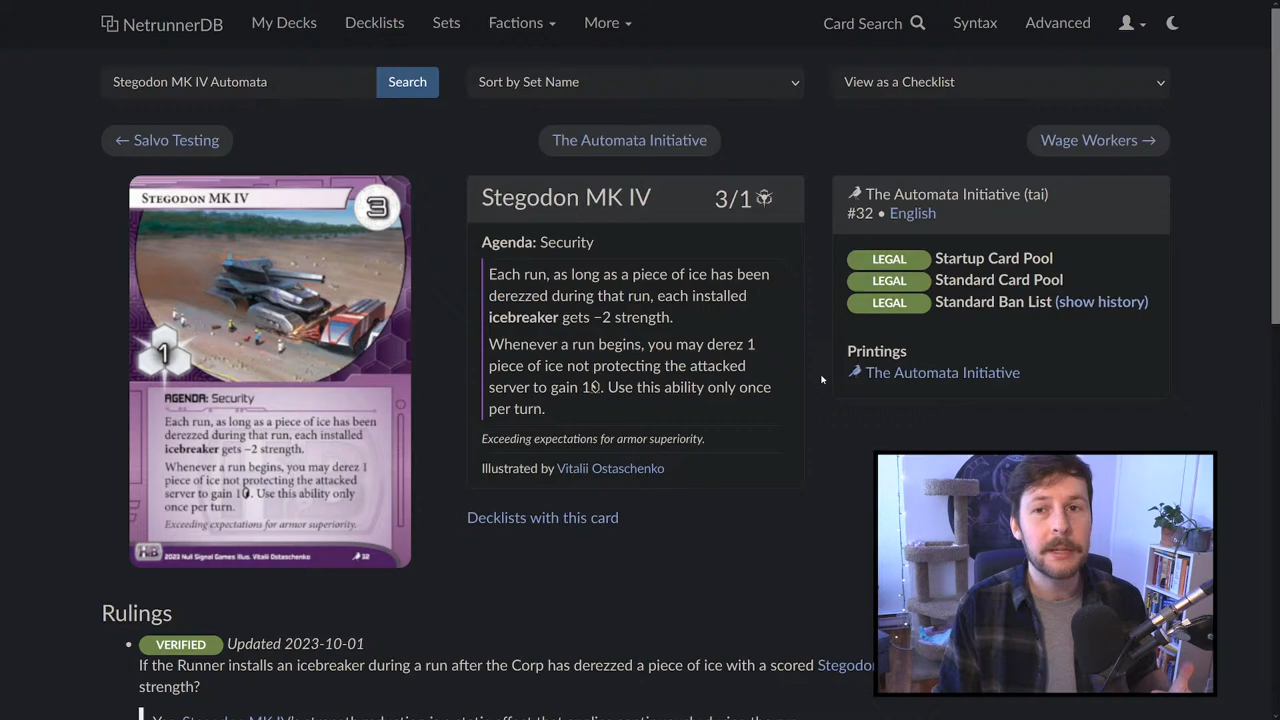 NetrunnerDB
My Decks
Decklists
Sets
Factions
More
Card Search
Syntax
Advanced
Stegodon MK IV Automata
Search
Sort by Set Name
View as a Checklist
← Salvo Testing
The Automata Initiative
Wage Workers →
STEGODON MK IV
3
1
AGENDA: Security
Each run, as long as a piece of ice has been
derezzed during that run, each installed
icebreaker gets −2 strength.
Whenever a run begins, you may derez 1
piece of ice not protecting the attacked
server to gain 1. Use this ability only
once per turn.
Exceeding expectations for armor superiority.
HB
2023 Null Signal Games Illus. Vitalii Ostaschenko
32
Stegodon MK IV
3/1
Agenda: Security
Each run, as long as a piece of ice has been
derezzed during that run, each installed
icebreaker gets −2 strength.
Whenever a run begins, you may derez 1
piece of ice not protecting the attacked
server to gain 1. Use this ability only once
per turn.
Exceeding expectations for armor superiority.
Illustrated by Vitalii Ostaschenko
Decklists with this card
The Automata Initiative (tai)
#32 • English
LEGAL Startup Card Pool
LEGAL Standard Card Pool
LEGAL Standard Ban List (show history)
Printings
The Automata Initiative
Rulings
• VERIFIED Updated 2023-10-01
If the Runner installs an icebreaker during a run after the Corp has derezzed a piece of ice with a scored Stegodon
strength?